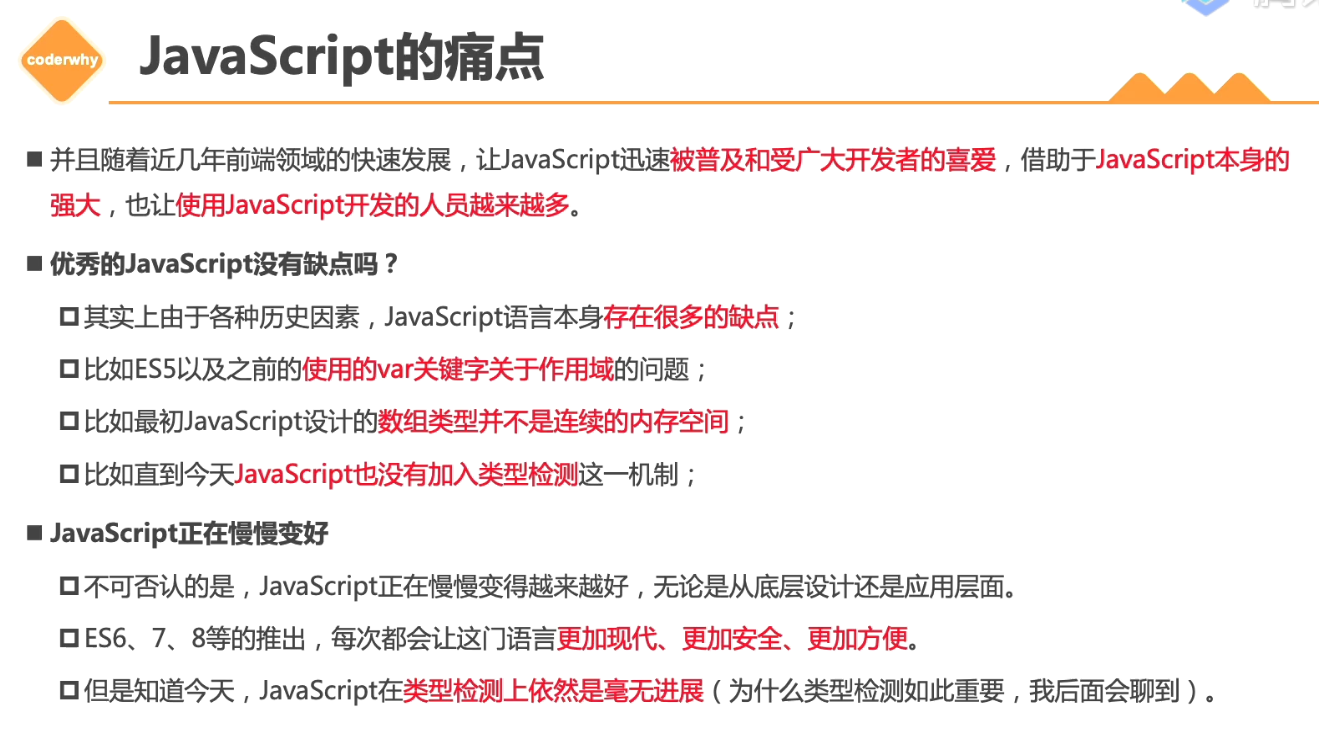 coderwhy
JavaScript的痛点
并且随着近几年前端领域的快速发展，让JavaScript迅速被普及和受广大开发者的喜爱，借助于JavaScript本身的
强大，也让使用JavaScript开发的人员越来越多。
优秀的JavaScript没有缺点吗？
其实上由于各种历史因素，JavaScript语言本身存在很多的缺点；
比如ES5以及之前的使用的var关键字关于作用域的问题；
比如最初JavaScript设计的数组类型并不是连续的内存空间；
比如直到今天JavaScript也没有加入类型检测这一机制；
JavaScript正在慢慢变好
不可否认的是，JavaScript正在慢慢变得越来越好，无论是从底层设计还是应用层面。
ES6、7、8等的推出，每次都会让这门语言更加现代、更加安全、更加方便。
但是知道今天，JavaScript在类型检测上依然是毫无进展（为什么类型检测如此重要，我后面会聊到）。